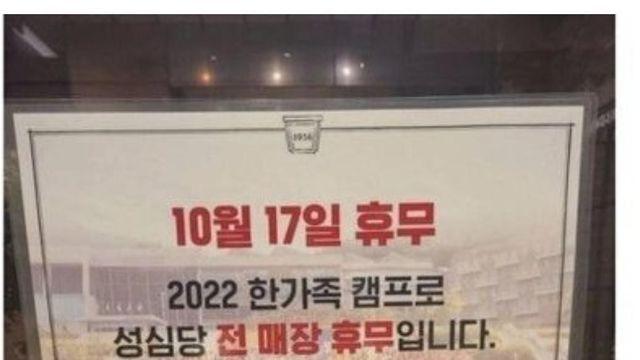 1956
10월 17일 휴무
2022 한가족 캠프로
성심당 전 매장 휴무입니다.